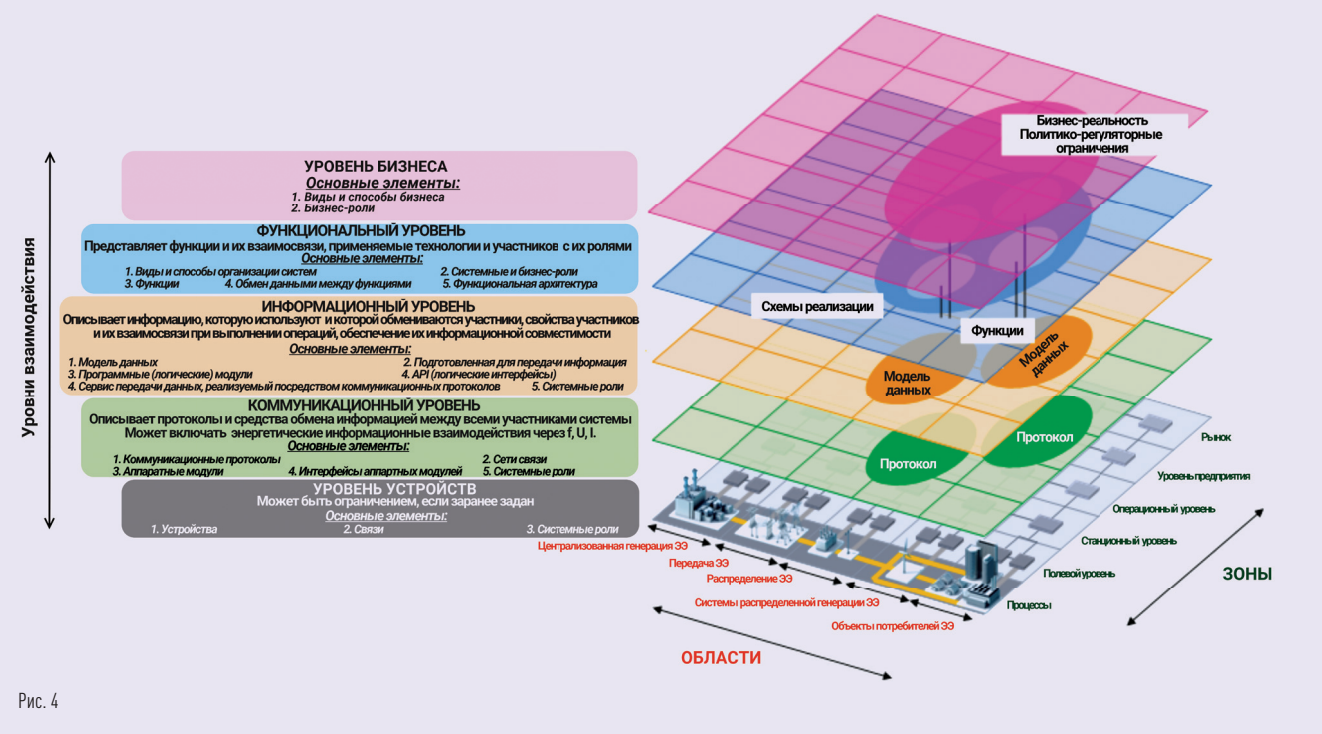 Уровни взаимодействия
УРОВЕНЬ БИЗНЕСА
Основные элементы:
1. Виды и способы бизнеса
2. Бизнес-роли
ФУНКЦИОНАЛЬНЫЙ УРОВЕНЬ
Представляет функции и их взаимосвязи, применяемые технологии и участников с их ролями
Основные элементы:
1. Виды и способы организации систем 2. Системные и бизнес-роли
3. Функции 4. Обмен данными между функциями 5. Функциональная архитектура
ИНФОРМАЦИОННЫЙ УРОВЕНЬ
Описывает информацию, которую используют и которой обмениваются участники, свойства участников
и их взаимосвязи при выполнении операций, обеспечение их информационной совместимости
Основные элементы:
1. Модель данных 2. Подготовленная для передачи информация
3. Программные (логические) модули 4. API (логические интерфейсы)
4. Сервис передачи данных, реализуемый посредством коммуникационных протоколов 5. Системные роли
КОММУНИКАЦИОННЫЙ УРОВЕНЬ
Описывает протоколы и средства обмена информацией между всеми участниками системы
Может включать энергетические информационные взаимодействия через f, U, I.
Основные элементы:
1. Коммуникационные протоколы 2. Сети связи
3. Аппаратные модули 4. Интерфейсы аппартных модулей 5. Системные роли
УРОВЕНЬ УСТРОЙСТВ
Может быть ограничением, если заранее задан
Основные элементы:
1. Устройства 2. Связи 3. Системные роли
Бизнес-реальность
Политико-регуляторные
ограничения
Схемы реализации
Функции
Модель
данных
Модель
данных
Протокол
Протокол
Рынок
Уровень предприятия
Операционный уровень
Станционный уровень
Полевой уровень
Процессы
ЗОНЫ
Централизованная генерация ЭЭ
Передача ЭЭ
Распределение ЭЭ
Системы распределенной генерации ЭЭ
Объекты потребителей ЭЭ
ОБЛАСТИ
Рис. 4